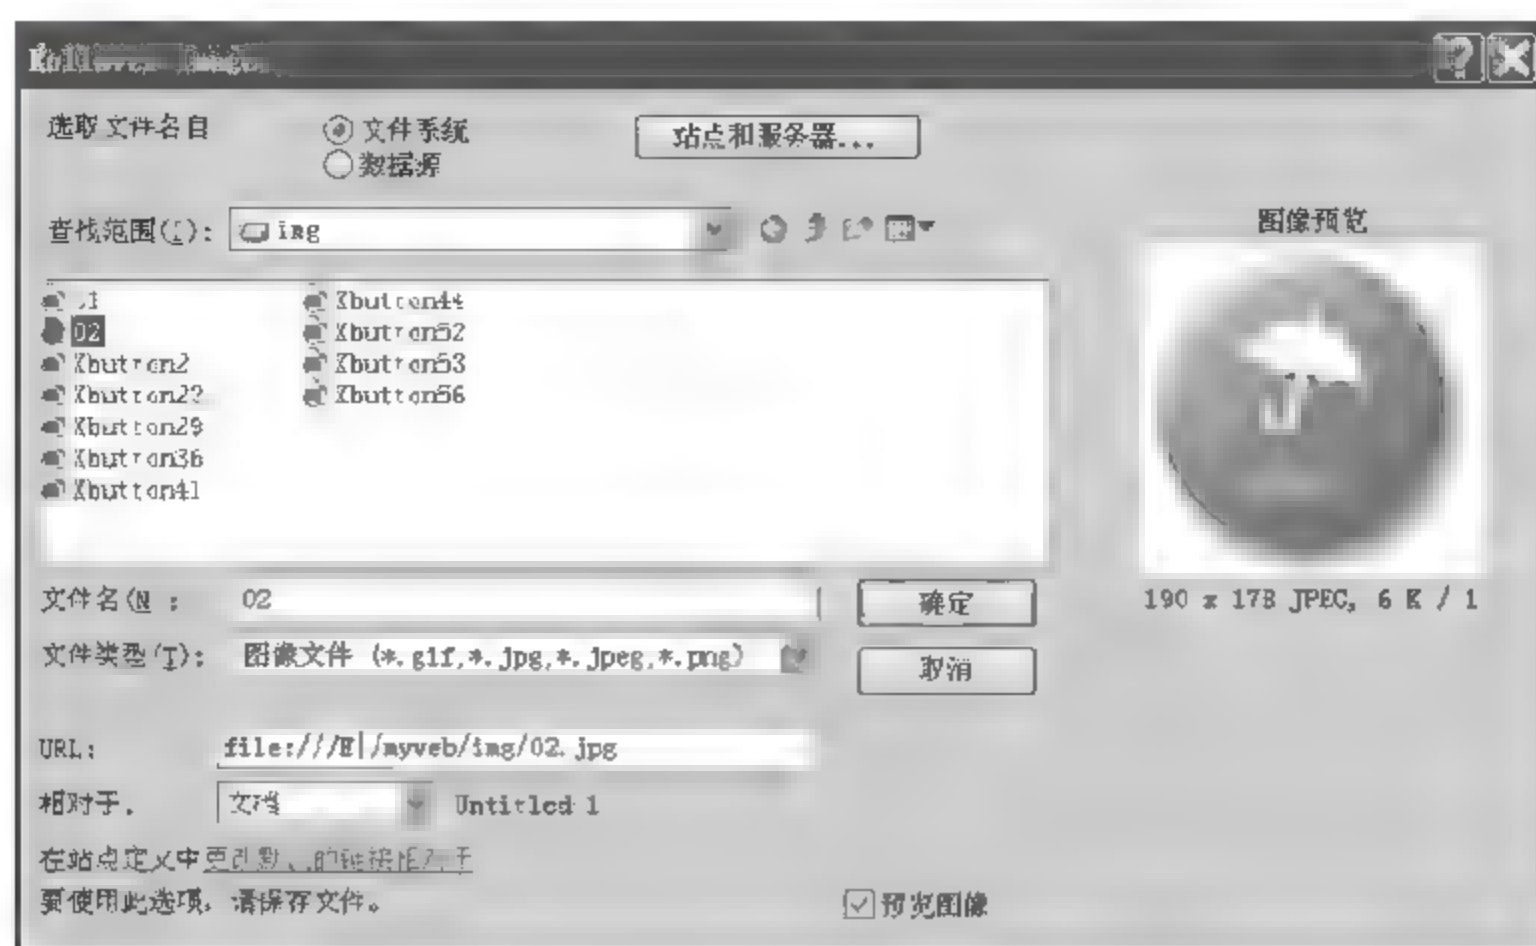 选取文件名自
文件系统
站点和服务器...
数据源
查找范围(I): img
图像预览
02
Xbutton2
Xbutton29
Xbutton36
Xbutton41
Xbutton44
Xbutton52
Xbutton53
Xbutton56
文件名(N : 02
确定
190 x 178 JPEG, 6 K / 1
文件类型(T): 图像文件 (*.gif,*.jpg,*.jpeg,*.png)
取消
URL: file:///E|/myweb/img/02.jpg
相对于: 文档 Untitled-1
在站点定义中更改默认的链接相对于
要使用此选项，请保存文件。
预览图像